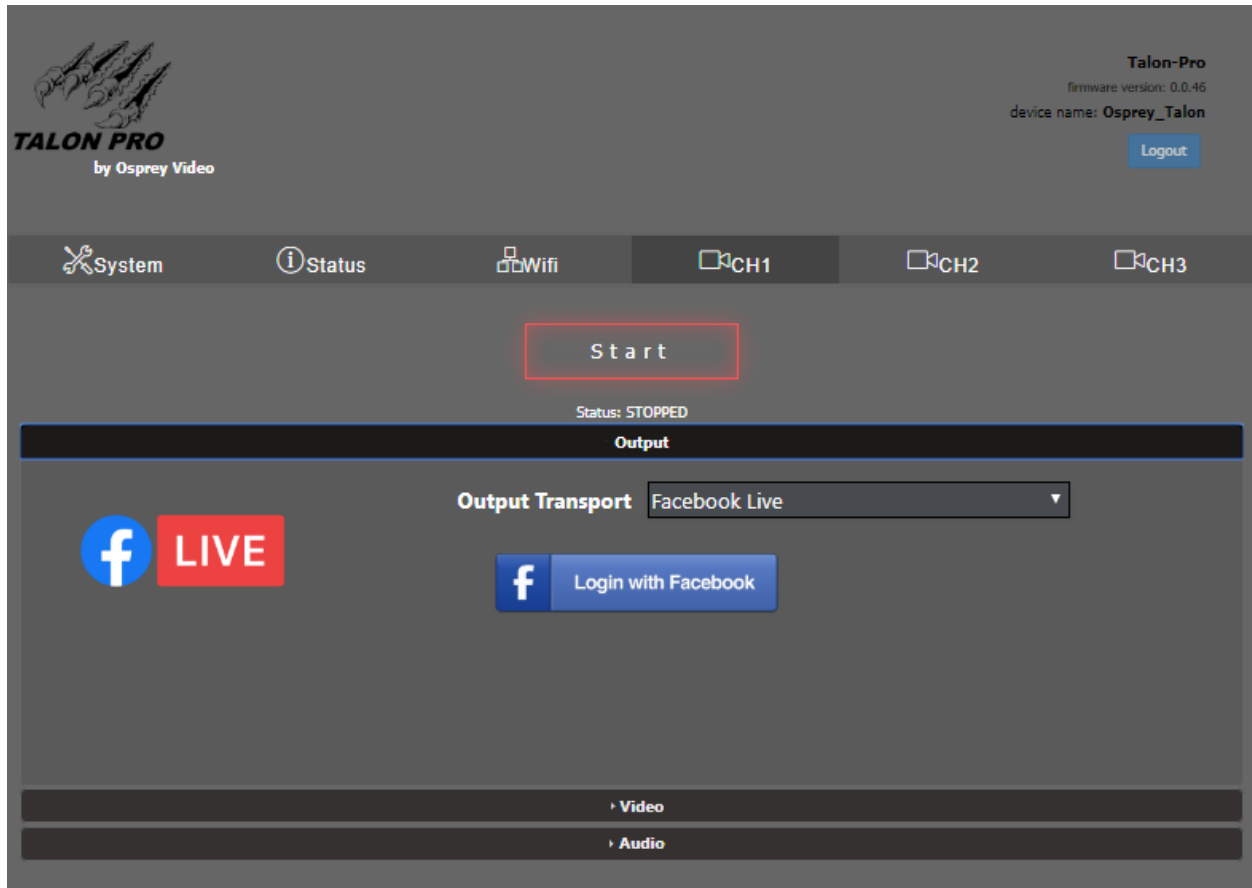 TALON PRO
by Osprey Video
Talon-Pro
firmware version: 0.0.46
device name: Osprey_Talon
Logout
System
Status
Wifi
CH1
CH2
CH3
Start
Status: STOPPED
Output
Output Transport Facebook Live
f LIVE
f Login with Facebook
Video
Audio